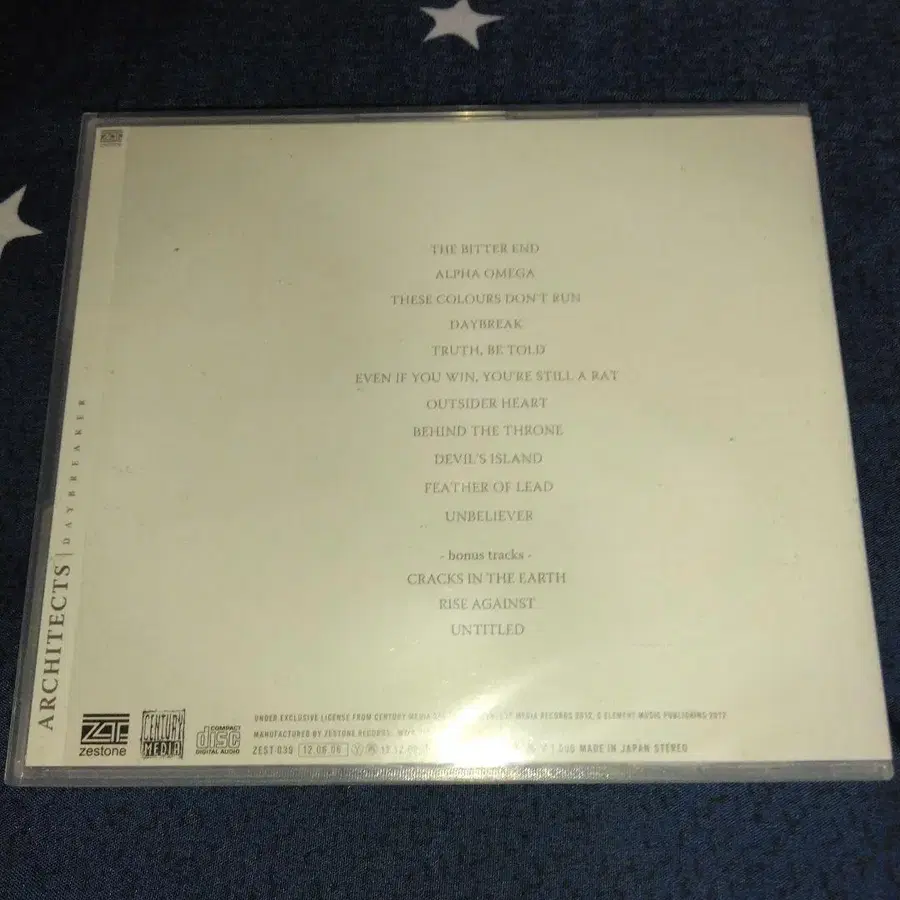 THE BITTER END
ALPHA OMEGA
THESE COLOURS DON'T RUN
DAYBREAK
TRUTH, BE TOLD
EVEN IF YOU WIN, YOU'RE STILL A RAT
OUTSIDER HEART
BEHIND THE THRONE
DEVIL'S ISLAND
FEATHER OF LEAD
UNBELIEVER
- bonus tracks -
CRACKS IN THE EARTH
RISE AGAINST
UNTITLED
ARCHITECTS | DAYBREAKER
zestone
CENTURY MEDIA
COMPACT disc DIGITAL AUDIO
UNDER EXCLUSIVE LICENSE FROM CENTURY MEDIA MEDIA RECORDS 2012, ELEMENT MUSIC PUBLISHING 2012
MANUFACTURED BY ZESTONE RECORDS
ZEST-039 12.06.06 MADE IN JAPAN STEREO